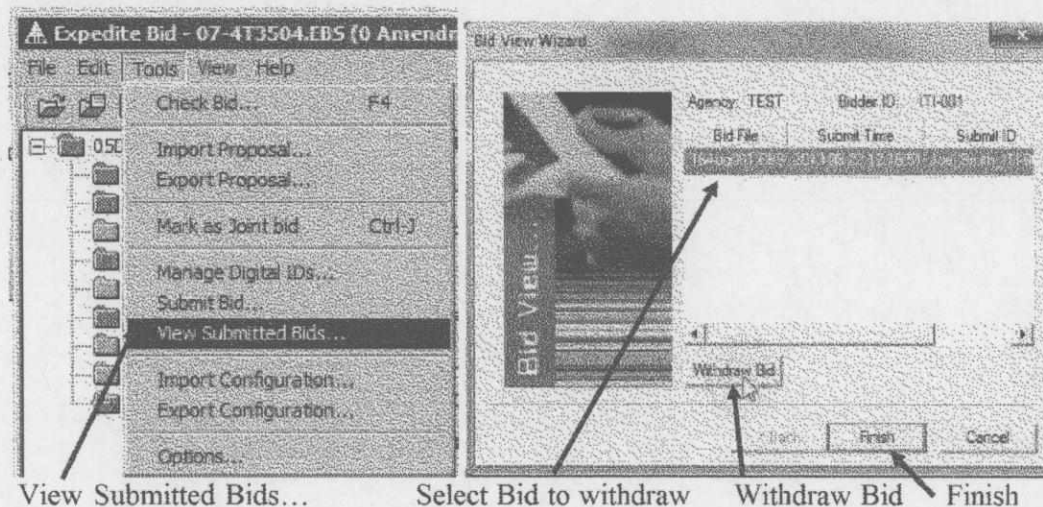 Expedite Bid - 07-4T3504.EBS (0 Amendm
File Edit Tools View Help
Check Bid... F4
05D
Import Proposal...
Export Proposal...
Mark as Joint bid Ctrl-J
Manage Digital IDs...
Submit Bid...
View Submitted Bids...
Import Configuration...
Export Configuration...
Options...
Bid View Wizard
Bid View...
Agency: TEST Bidder ID: ITI-001
Bid File Submit Time Submit ID
Withdraw Bid
< Back Finish Cancel
View Submitted Bids... Select Bid to withdraw Withdraw Bid Finish